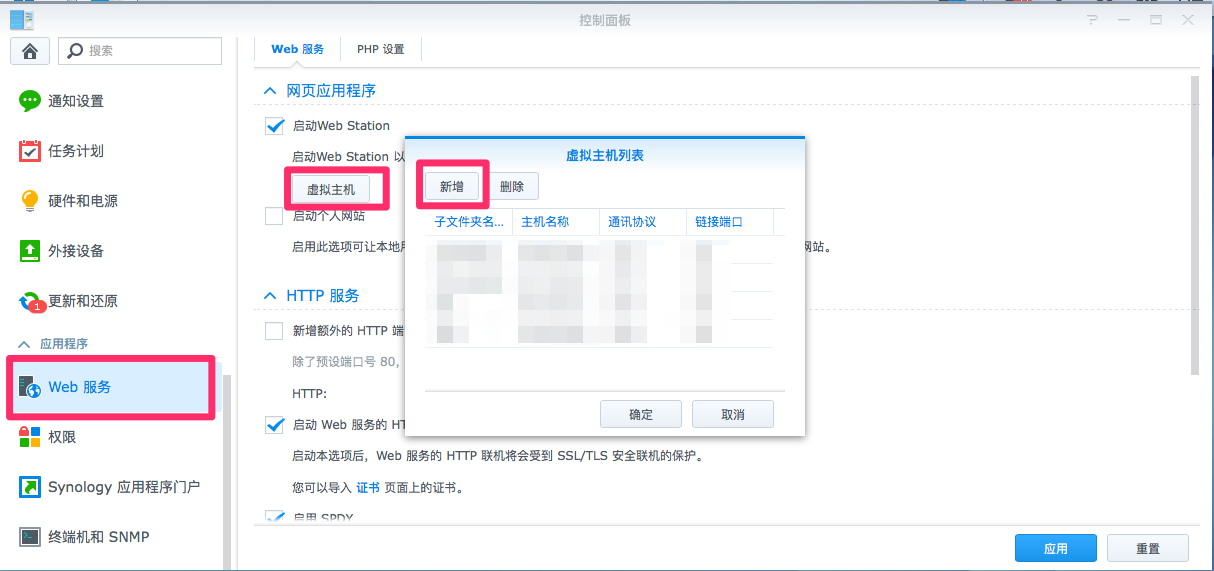 控制面板
搜索
通知设置
任务计划
硬件和电源
外接设备
1
更新和还原
应用程序
Web 服务
权限
Synology 应用程序门户
终端机和 SNMP
Web 服务
PHP 设置
网页应用程序
启动Web Station
启动Web Station 以
虚拟主机
启动个人网站
启用此选项可让本地用
网站。
HTTP 服务
新增额外的 HTTP 端
除了预设端口号 80,
HTTP:
启动 Web 服务的 HT
启动本选项后，Web 服务的 HTTP 联机将会受到 SSL/TLS 安全联机的保护。
您可以导入 证书 页面上的证书。
启用 SPDY
虚拟主机列表
新增
删除
子文件夹名...
主机名称
通讯协议
链接端口
确定
取消
应用
重置